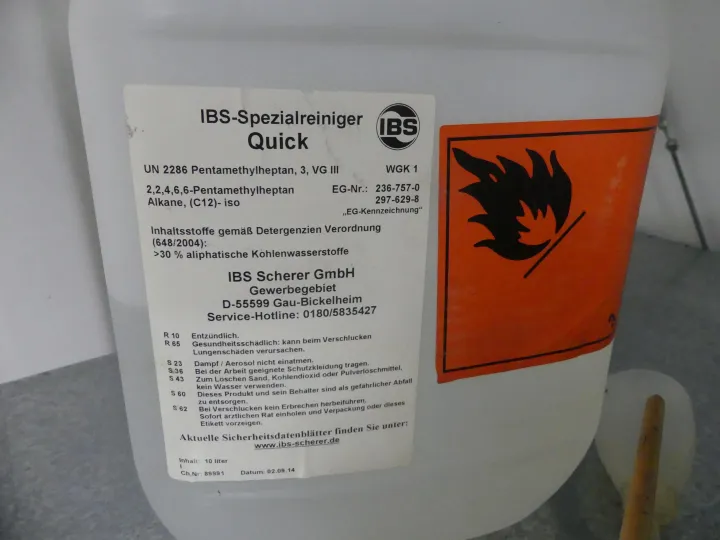 IBS-Spezialreiniger
Quick
IBS
UN 2286 Pentamethylheptan, 3, VG III WGK 1
2,2,4,6,6-Pentamethylheptan EG-Nr.: 236-757-0
Alkane, (C12)- iso 297-629-8
„EG-Kennzeichnung“
Inhaltsstoffe gemäß Detergenzien Verordnung
(648/2004):
>30 % aliphatische Kohlenwasserstoffe
IBS Scherer GmbH
Gewerbegebiet
D-55599 Gau-Bickelheim
Service-Hotline: 0180/5835427
R 10 Entzündlich.
R 65 Gesundheitsschädlich: kann beim Verschlucken
Lungenschäden verursachen.
S 23 Dampf / Aerosol nicht einatmen.
S 36 Bei der Arbeit geeignete Schutzkleidung tragen.
S 43 Zum Löschen Sand, Kohlendioxid oder Pulverlöschmittel,
kein Wasser verwenden.
S 60 Dieses Produkt und sein Behälter sind als gefährlicher Abfall
zu entsorgen.
S 62 Bei Verschlucken kein Erbrechen herbeiführen.
Sofort ärztlichen Rat einholen und Verpackung oder dieses
Etikett vorzeigen.
Aktuelle Sicherheitsdatenblätter finden Sie unter:
www.ibs-scherer.de
Inhalt: 10 liter
Ch.Nr: Datum: 02.09.14